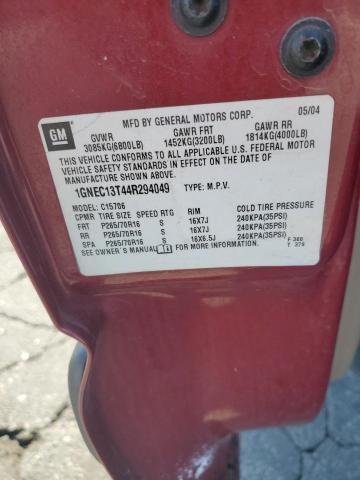 MFD BY GENERAL MOTORS CORP. 05/04
GM GVWR GAWR FRT GAWR RR
3085KG(6800LB) 1452KG(3200LB) 1814KG(4000LB)
THIS VEHICLE CONFORMS TO ALL APPLICABLE U.S. FEDERAL MOTOR
VEHICLE SAFETY STANDARDS IN EFFECT ON THE DATE OF
MANUFACTURE SHOWN ABOVE.
1GNEC13T44R294049 TYPE: M.P.V.
MODEL: C15706
CPMR TIRE SIZE SPEED RTG RIM COLD TIRE PRESSURE
FRT P265/70R16 S 16X7J 240KPA(35PSI)
RR P265/70R16 S 16X7J 240KPA(35PSI)
SPA P265/70R16 S 16X6.5J 240KPA(35PSI)
SEE OWNER'S MANUAL FOR MORE INFORMATION
F 380
T 379